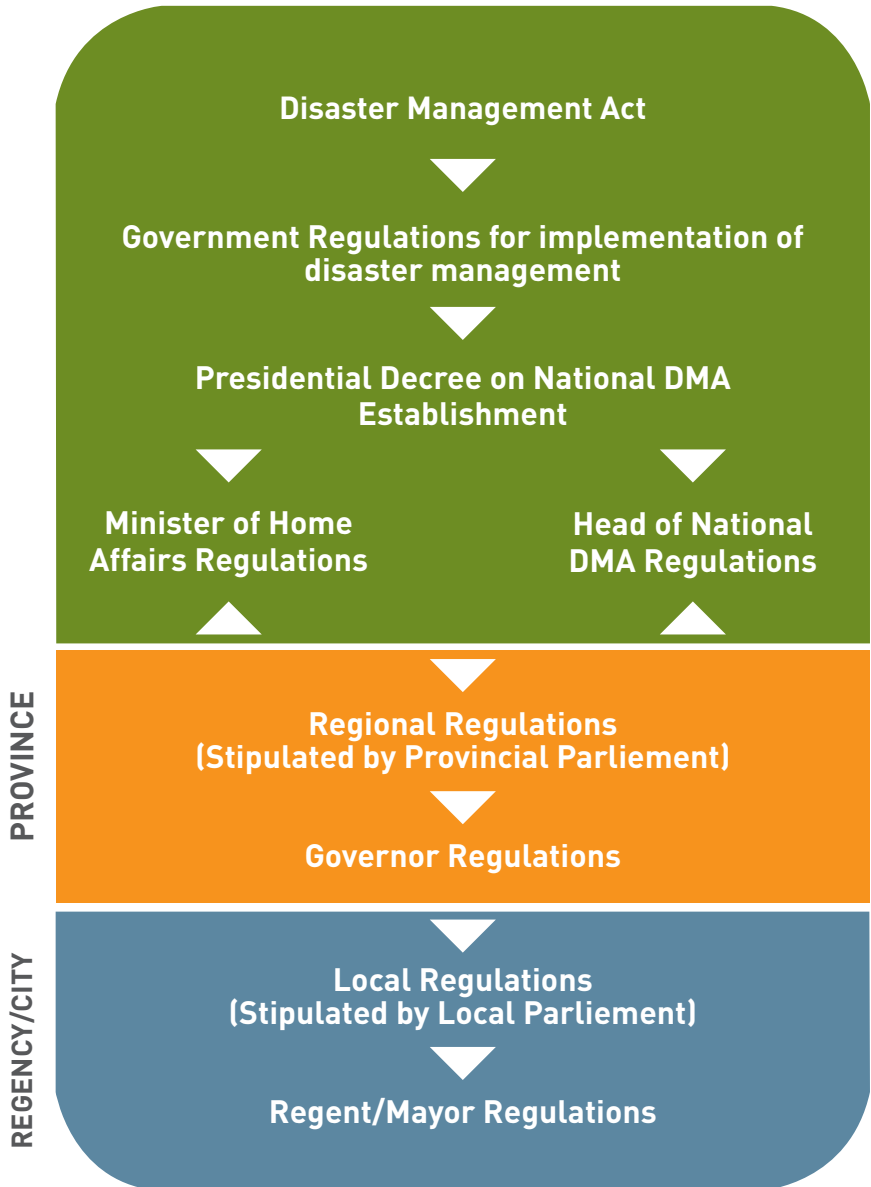 Disaster Management Act
Government Regulations for implementation of
disaster management
Presidential Decree on National DMA
Establishment
Minister of Home
Affairs Regulations
Head of National
DMA Regulations
PROVINCE
Regional Regulations
(Stipulated by Provincial Parliement)
Governor Regulations
REGENCY/CITY
Local Regulations
(Stipulated by Local Parliement)
Regent/Mayor Regulations